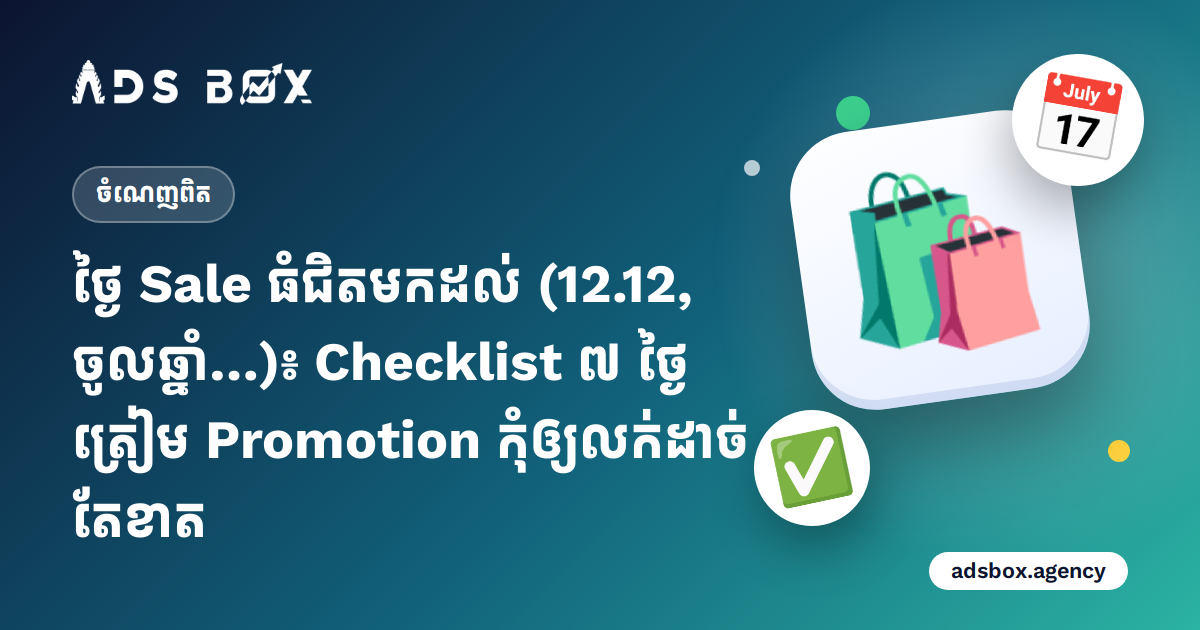 ADS BOX
ចំណេញពិត
ថ្ងៃ Sale ធំជិតមកដល់ (12.12,
ចូលឆ្នាំ...)៖ Checklist ៧ ថ្ងៃ
ត្រៀម Promotion កុំឲ្យលក់ដាច់
តែខាត
July
17
adsbox.agency